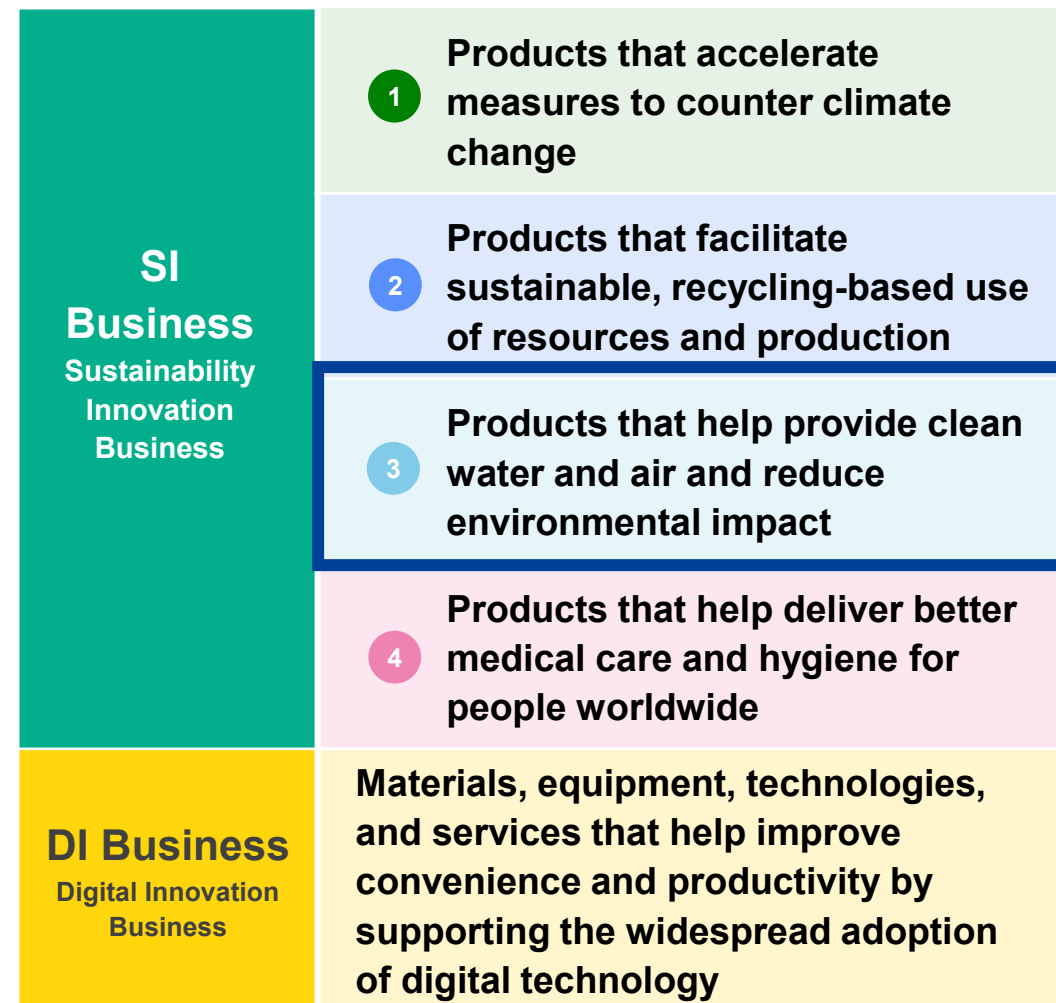 SI
Business
Sustainability
Innovation
Business
1
Products that accelerate
measures to counter climate
change
2
Products that facilitate
sustainable, recycling-based use
of resources and production
3
Products that help provide clean
water and air and reduce
environmental impact
4
Products that help deliver better
medical care and hygiene for
people worldwide
DI Business
Digital Innovation
Business
Materials, equipment, technologies,
and services that help improve
convenience and productivity by
supporting the widespread adoption
of digital technology